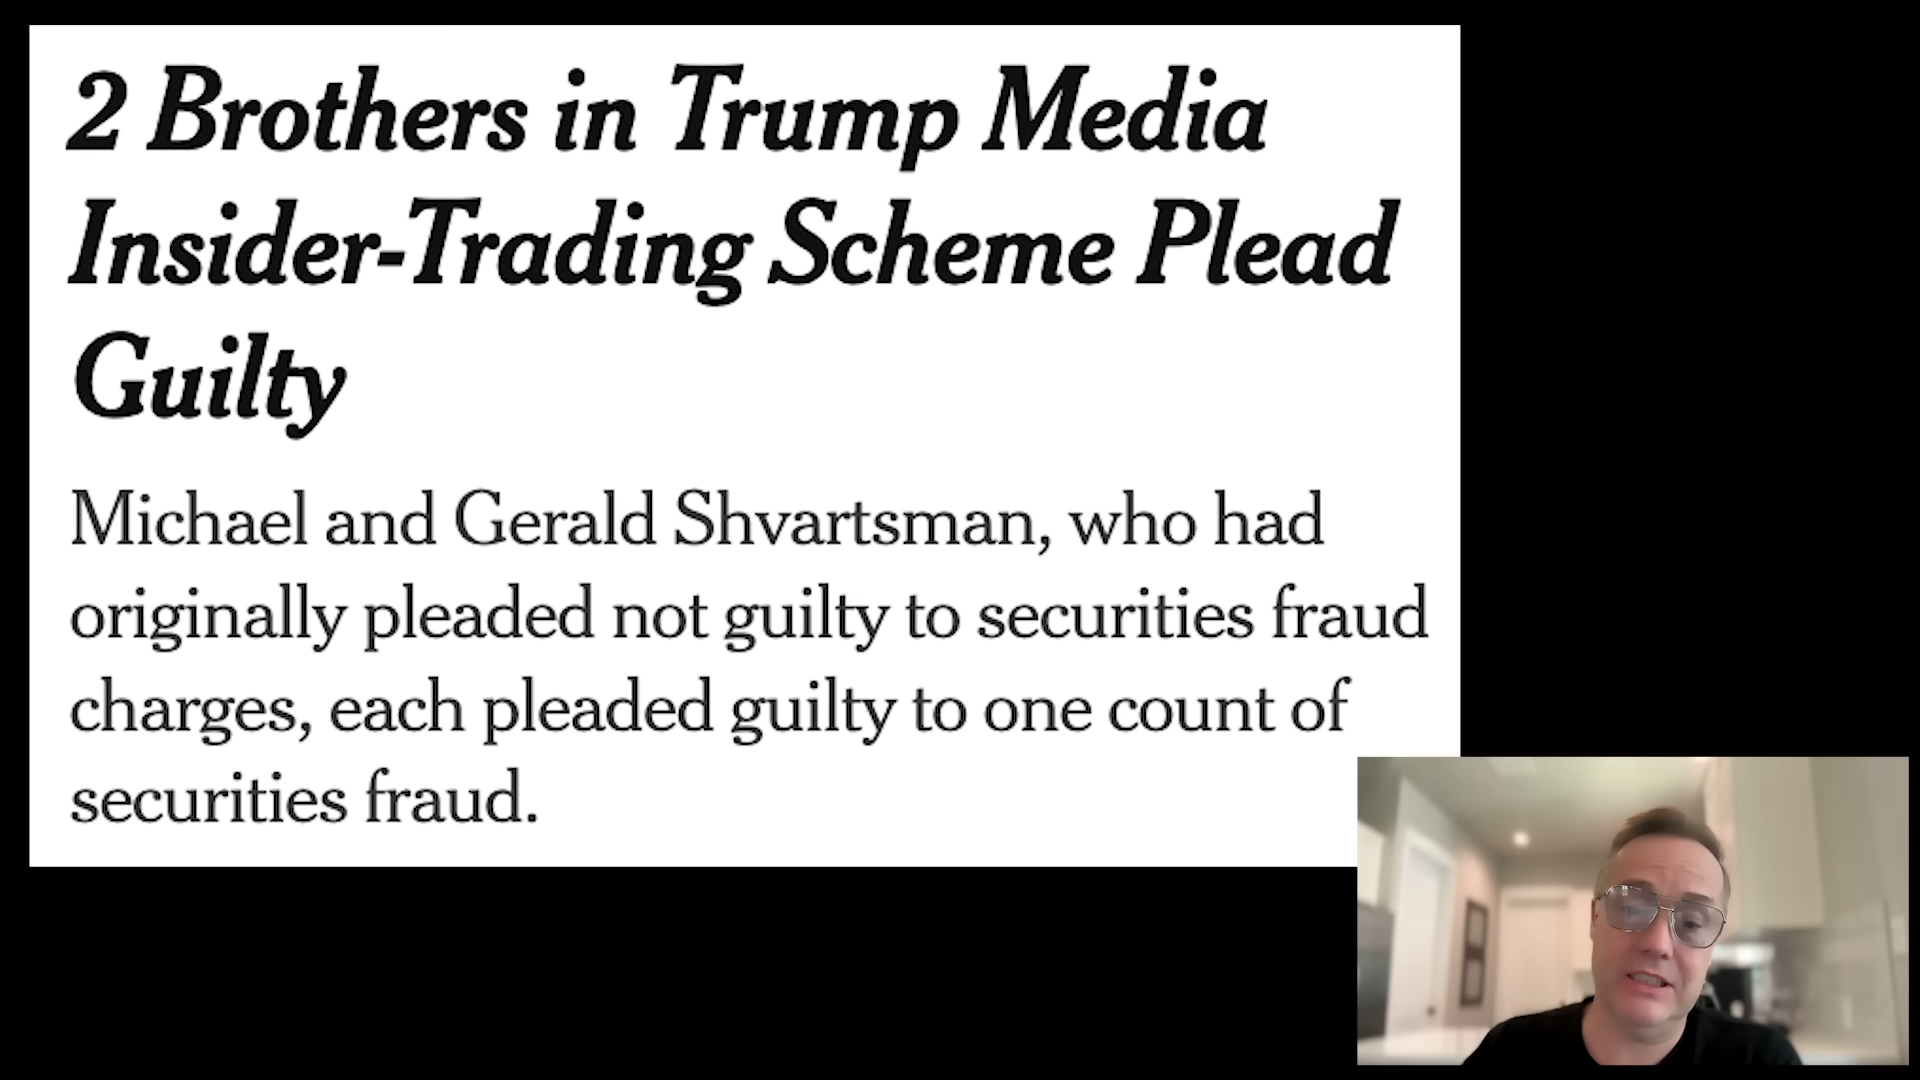 2 Brothers in Trump Media
Insider-Trading Scheme Plead
Guilty
Michael and Gerald Shvartsman, who had
originally pleaded not guilty to securities fraud
charges, each pleaded guilty to one count of
securities fraud.